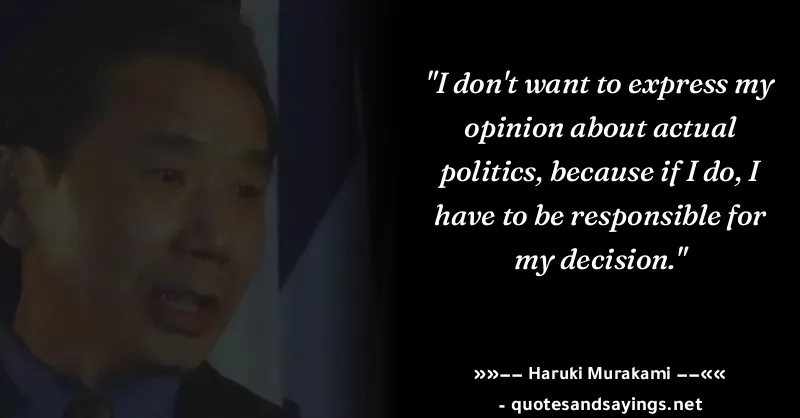 "I don't want to express my
opinion about actual
politics, because if I do, I
have to be responsible for
my decision."
»»−− Haruki Murakami −−««
- quotesandsayings.net